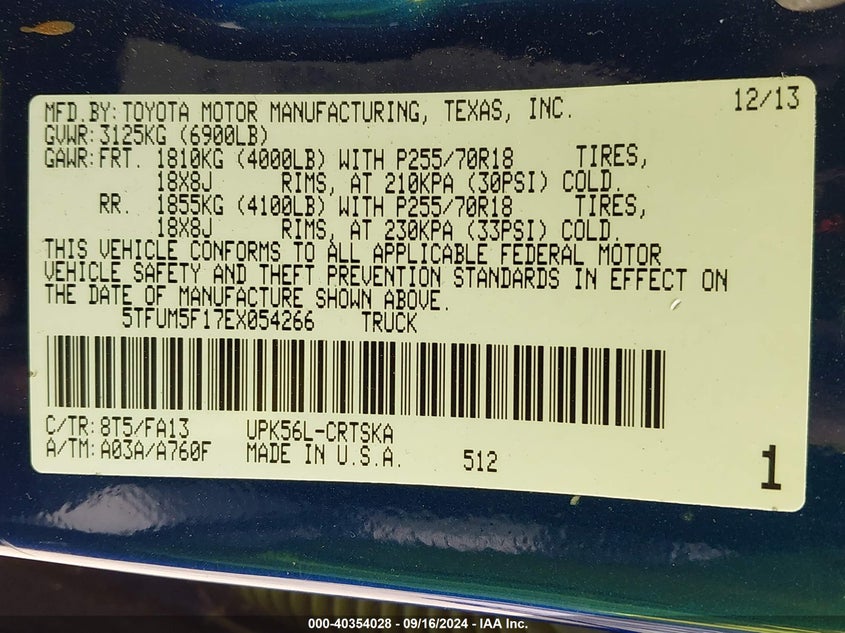 12/13
MFD.BY:TOYOTA MOTOR MANUFACTURING, TEXAS, INC.
GVWR:3125KG (6900LB)
GAWR:FRT. 1810KG (4000LB) WITH P255/70R18 TIRES,
18X8J RIMS, AT 210KPA (30PSI) COLD.
RR. 1855KG (4100LB) WITH P255/70R18 TIRES,
18X8J RIMS, AT 230KPA (33PSI) COLD.
THIS VEHICLE CONFORMS TO ALL APPLICABLE FEDERAL MOTOR
VEHICLE SAFETY AND THEFT PREVENTION STANDARDS IN EFFECT ON
THE DATE OF MANUFACTURE SHOWN ABOVE.
5TFUM5F17EX054266 TRUCK
C/TR:8T5/FA13 UPK56L-CRTSKA
A/TM:A03A/A760F MADE IN U.S.A. 512
1
000-40354028 - 09/16/2024 - IAA Inc.